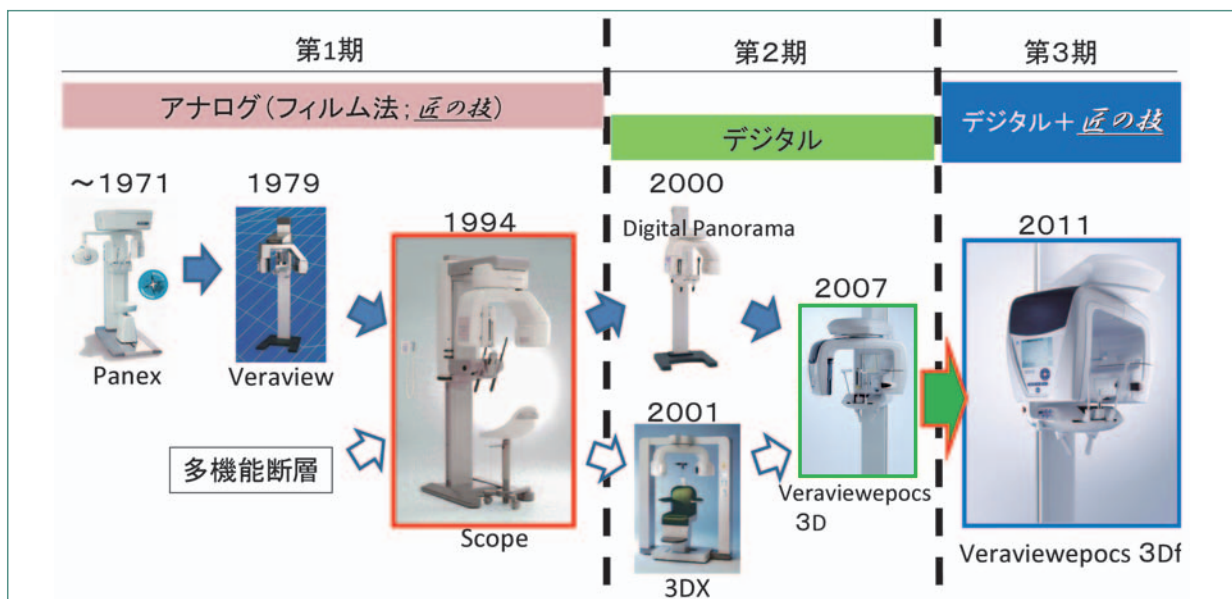 第1期
第2期
第3期
アナログ(フィルム法;匠の技)
デジタル
デジタル+匠の技
~1971
1979
1994
2000
Digital Panorama
2007
2011
Panex
Veraview
多機能断層
Scope
2001
3DX
Veraviewepocs
3D
Veraviewepocs 3Df